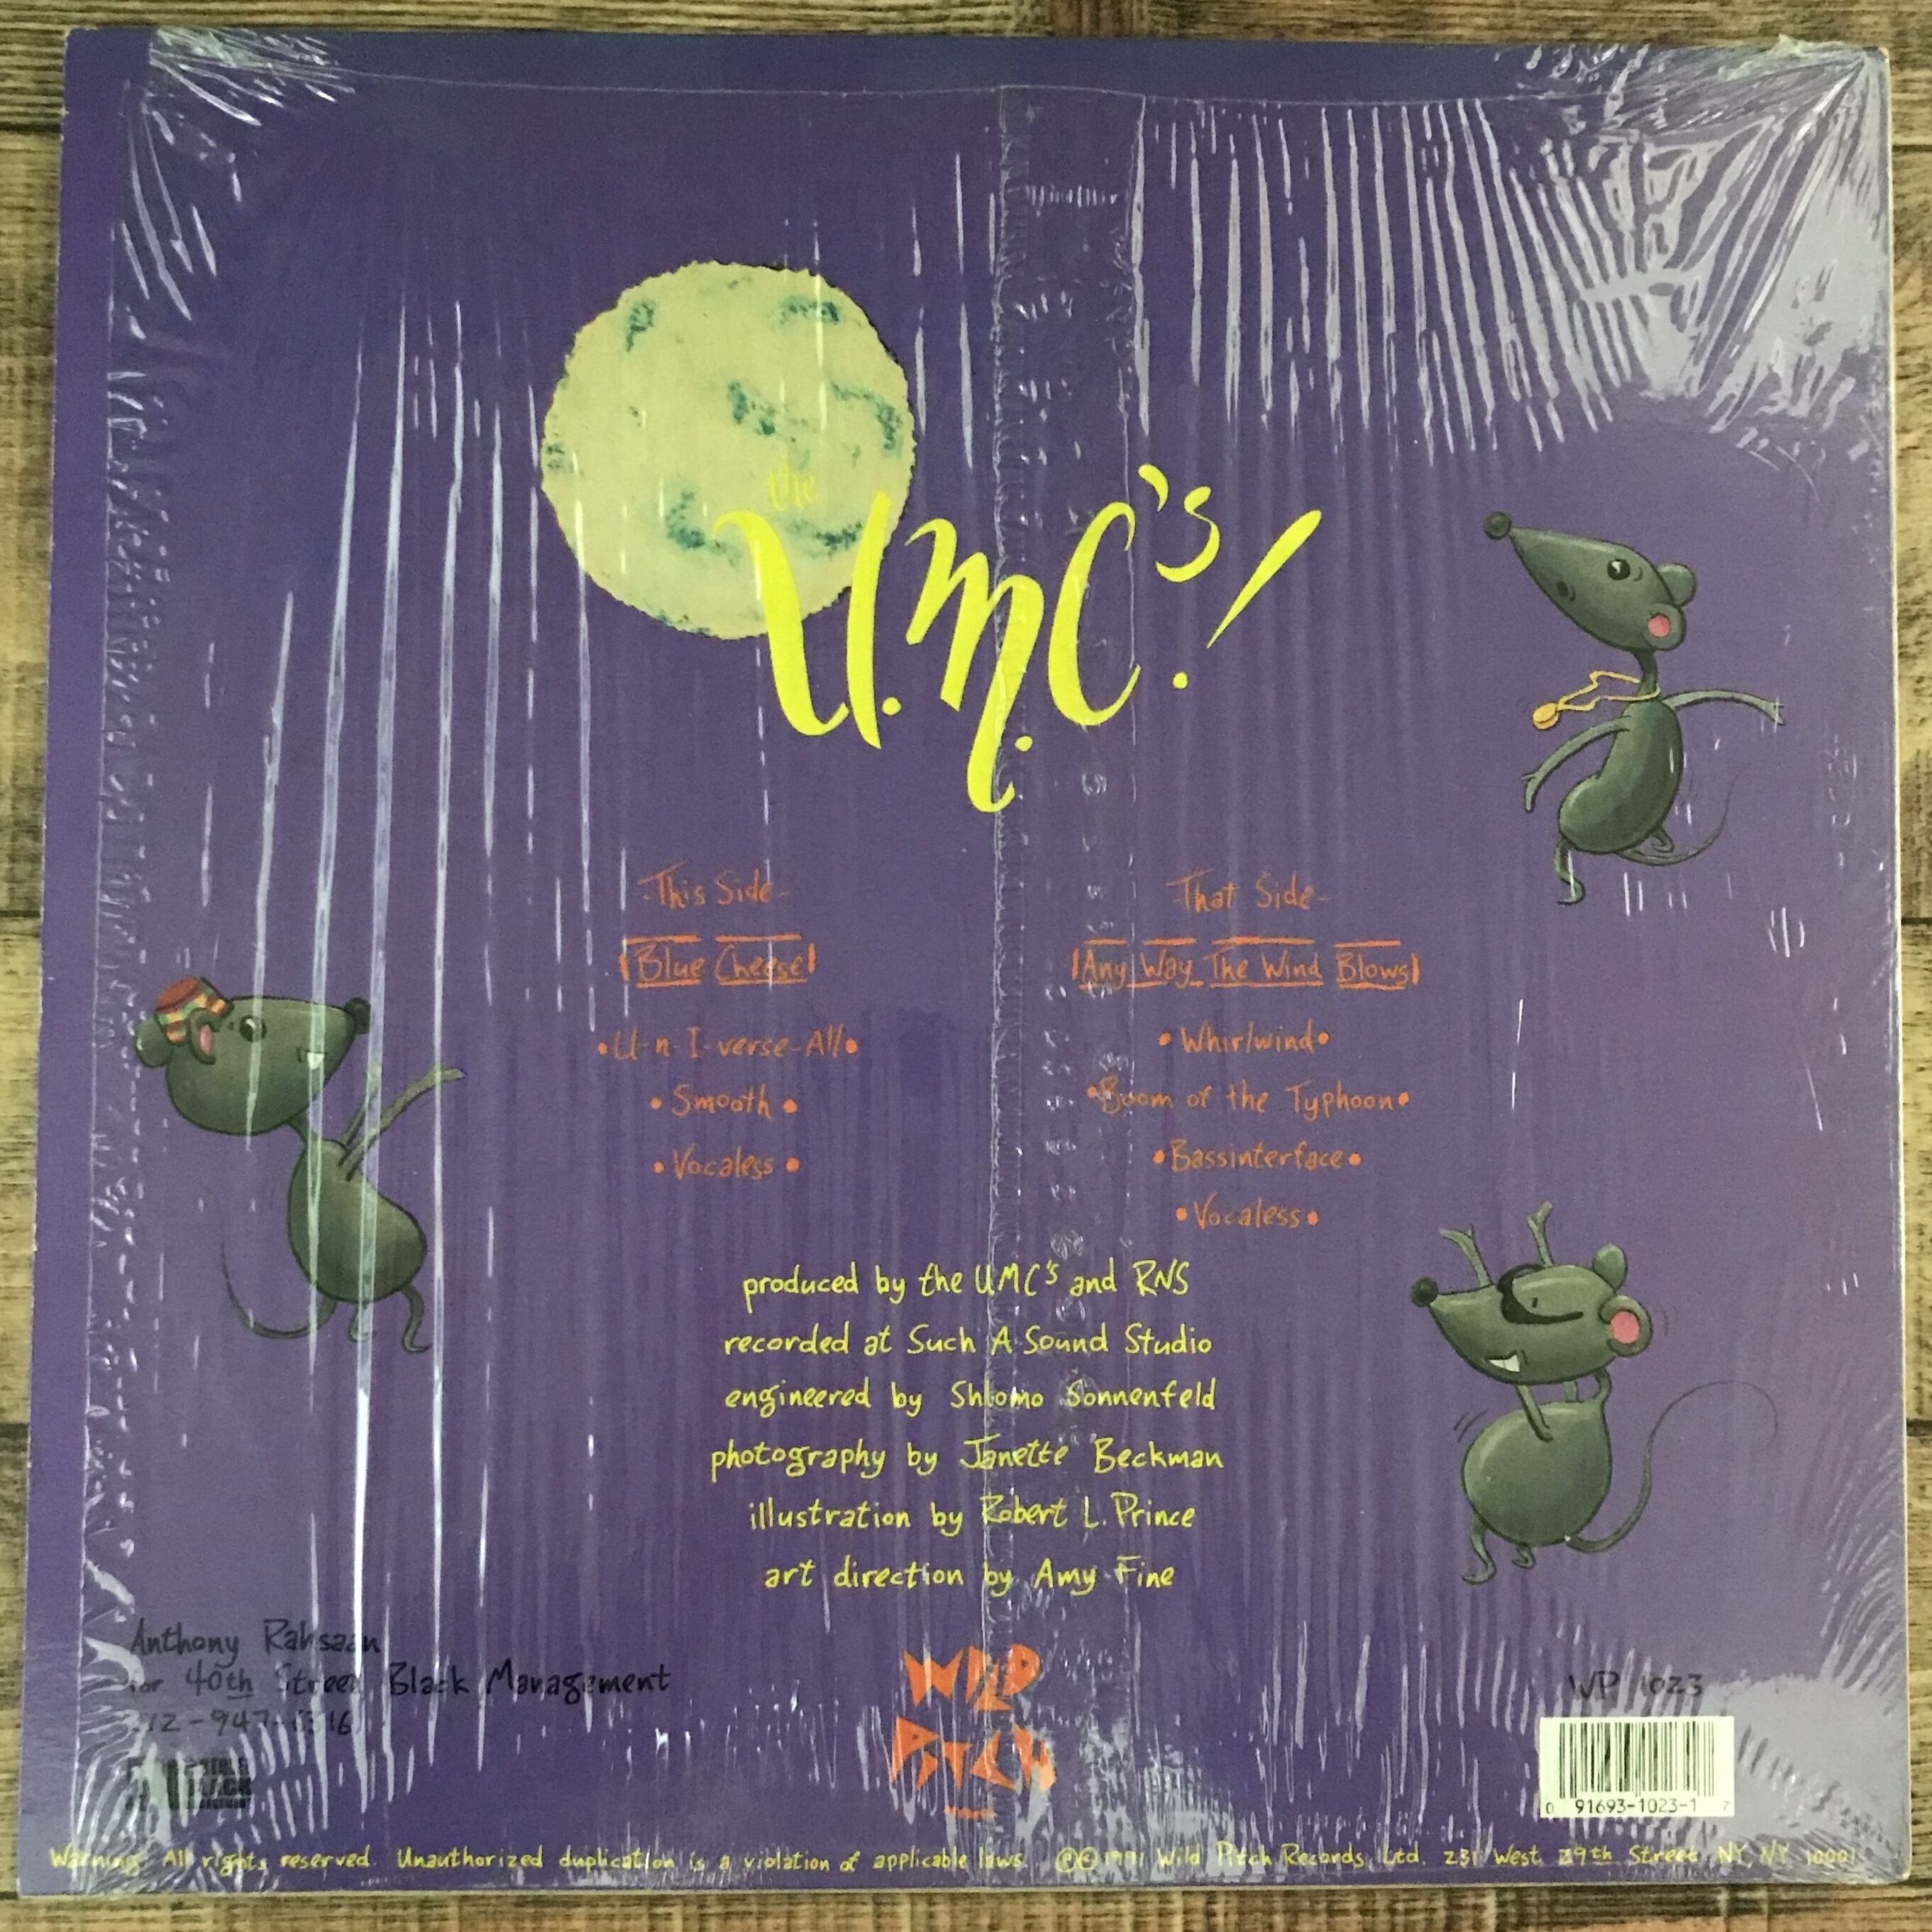 the
U.M.C.'s!
-This Side-
Blue Cheese
•U-n-I-verse-All•
•Smooth•
•Vocaless•
-That Side-
Any Way The Wind Blows
•Whirlwind•
•Boom of the Typhoon•
•Bassinterface•
•Vocaless•
produced by the UMC's and RNS
recorded at Such A Sound Studio
engineered by Shlomo Sonnenfeld
photography by Janette Beckman
illustration by Robert L. Prince
art direction by Amy Fine
Anthony Rahsaan
for 40th Street Black Management
WILD
PITCH
WP 1023
0 91693-1023-1 7
Warning: All rights reserved. Unauthorized duplication is a violation of applicable laws. ℗© 1991 Wild Pitch Records, Ltd. 231 West 29th Street, NY, NY 10001